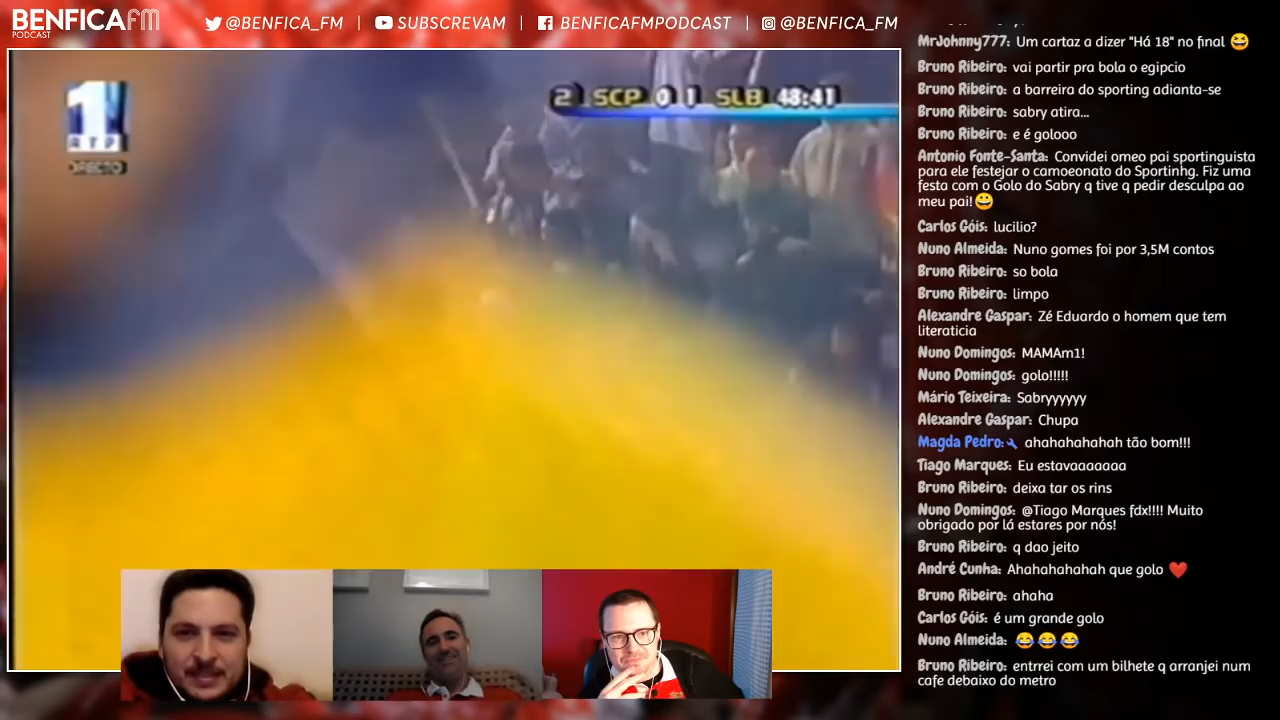 BENFICAFM
PODCAST
@BENFICA_FM | SUBSCREVAM | BENFICAFMPODCAST | @BENFICA_FM
1
RTP
DIRECTO
2 SCP 0 1 SLB 48:41
MrJohnny777: Um cartaz a dizer "Há 18" no final 😆
Bruno Ribeiro: vai partir pra bola o egipcio
Bruno Ribeiro: a barreira do sporting adianta-se
Bruno Ribeiro: sabry atira...
Bruno Ribeiro: e é golooo
Antonio Fonte-Santa: Convidei omeo pai sportinguista
para ele festejar o camoeonato do Sportinhg. Fiz uma
festa com o Golo do Sabry q tive q pedir desculpa ao
meu pai!😀
Carlos Góis: lucilio?
Nuno Almeida: Nuno gomes foi por 3,5M contos
Bruno Ribeiro: so bola
Bruno Ribeiro: limpo
Alexandre Gaspar: Zé Eduardo o homem que tem
literaticia
Nuno Domingos: MAMAm1!
Nuno Domingos: golo!!!!!
Mário Teixeira: Sabryyyyyy
Alexandre Gaspar: Chupa
Magda Pedro: ahahahahahah tão bom!!!
Tiago Marques: Eu estavaaaaaaa
Bruno Ribeiro: deixa tar os rins
Nuno Domingos: @Tiago Marques fdx!!!! Muito
obrigado por lá estares por nós!
Bruno Ribeiro: q dao jeito
André Cunha: Ahahahahahah que golo ❤️
Bruno Ribeiro: ahaha
Carlos Góis: é um grande golo
Nuno Almeida: 😂😂😂
Bruno Ribeiro: entrrei com um bilhete q arranjei num
cafe debaixo do metro